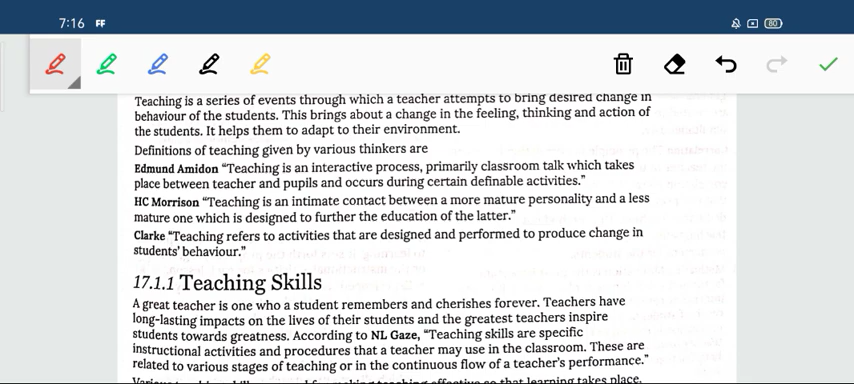 7:16 FF 80
Teaching is a series of events through which a teacher attempts to bring desired change in
behaviour of the students. This brings about a change in the feeling, thinking and action of
the students. It helps them to adapt to their environment.
Definitions of teaching given by various thinkers are
Edmund Amidon “Teaching is an interactive process, primarily classroom talk which takes
place between teacher and pupils and occurs during certain definable activities.”
HC Morrison “Teaching is an intimate contact between a more mature personality and a less
mature one which is designed to further the education of the latter.”
Clarke “Teaching refers to activities that are designed and performed to produce change in
students' behaviour.”
17.1.1 Teaching Skills
A great teacher is one who a student remembers and cherishes forever. Teachers have
long-lasting impacts on the lives of their students and the greatest teachers inspire
students towards greatness. According to NL Gaze, “Teaching skills are specific
instructional activities and procedures that a teacher may use in the classroom. These are
related to various stages of teaching or in the continuous flow of a teacher's performance.”